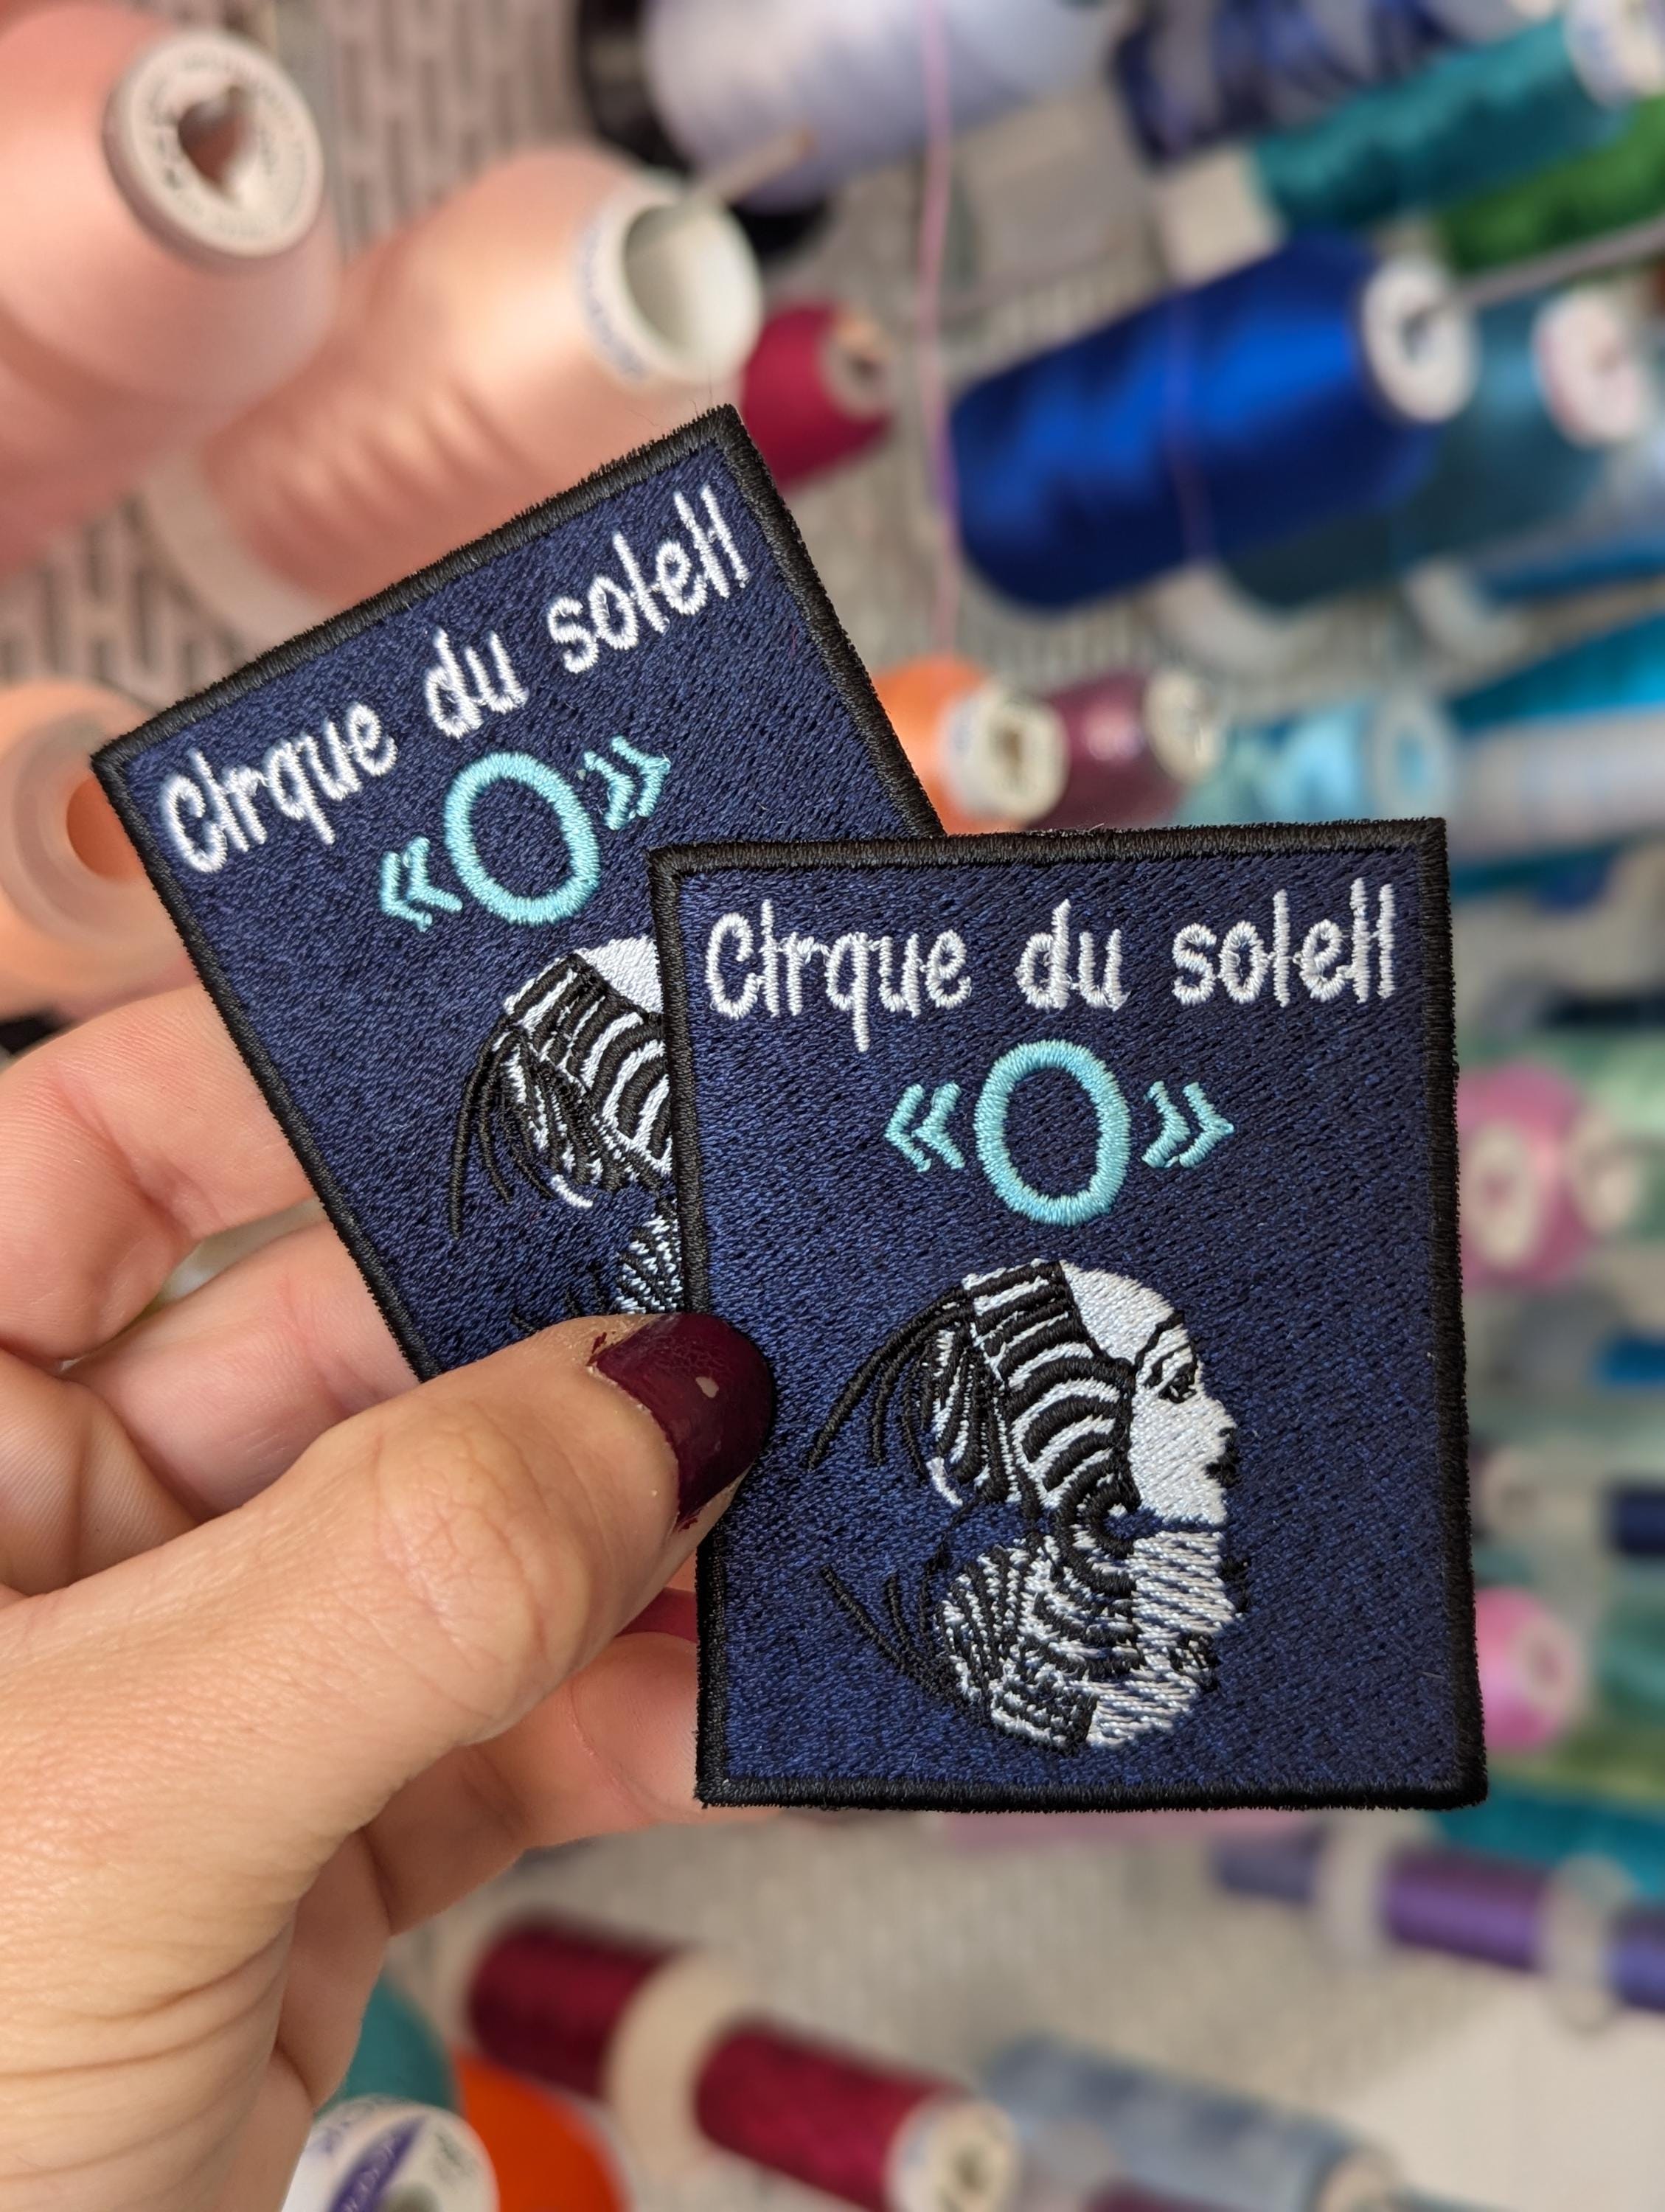 Cirque du soleil
«O»
Cirque du soleil
«O»